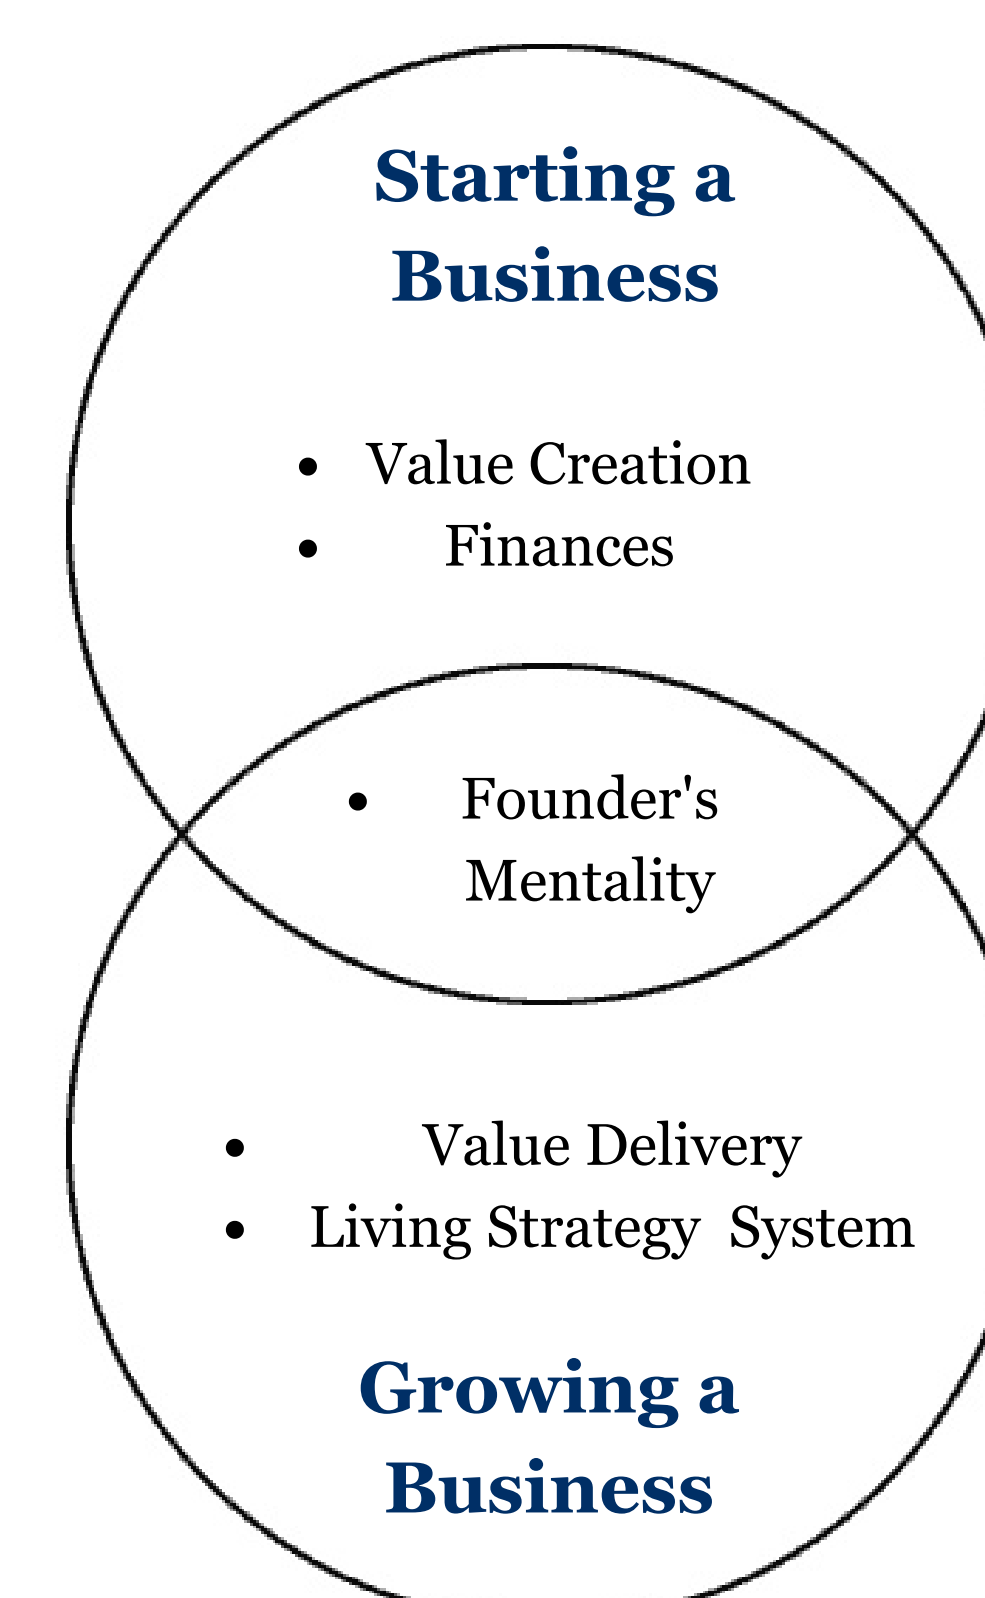 Starting a
Business
• Value Creation
• Finances
• Founder's
Mentality
• Value Delivery
• Living Strategy  System
Growing a
Business